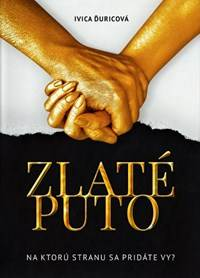 IVICA ĎURICOVÁ
ZLATÉ
PUTO
NA KTORÚ STRANU SA PRIDÁTE VY?